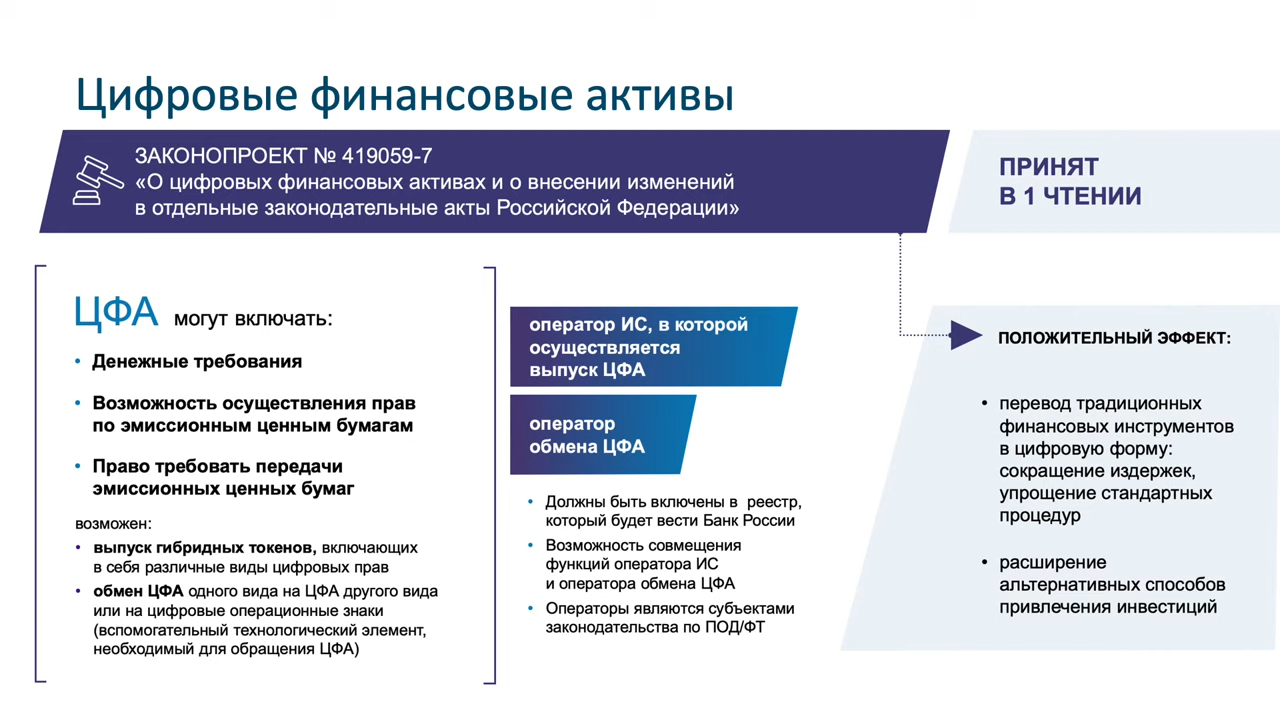 Цифровые финансовые активы
ЗАКОНОПРОЕКТ № 419059-7
«О цифровых финансовых активах и о внесении изменений
в отдельные законодательные акты Российской Федерации»
ПРИНЯТ
В 1 ЧТЕНИИ
ЦФА могут включать:
• Денежные требования
• Возможность осуществления прав
по эмиссионным ценным бумагам
• Право требовать передачи
эмиссионных ценных бумаг
возможен:
• выпуск гибридных токенов, включающих
в себя различные виды цифровых прав
• обмен ЦФА одного вида на ЦФА другого вида
или на цифровые операционные знаки
(вспомогательный технологический элемент,
необходимый для обращения ЦФА)
оператор ИС, в которой
осуществляется
выпуск ЦФА
оператор
обмена ЦФА
• Должны быть включены в реестр,
который будет вести Банк России
• Возможность совмещения
функций оператора ИС
и оператора обмена ЦФА
• Операторы являются субъектами
законодательства по ПОД/ФТ
ПОЛОЖИТЕЛЬНЫЙ ЭФФЕКТ:
• перевод традиционных
финансовых инструментов
в цифровую форму:
сокращение издержек,
упрощение стандартных
процедур
• расширение
альтернативных способов
привлечения инвестиций